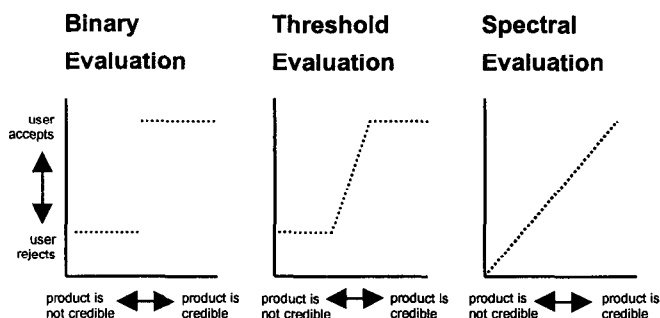 Binary
Evaluation
Threshold
Evaluation
Spectral
Evaluation
user
accepts
user
rejects
product is
not credible
product is
credible
product is
not credible
product is
credible
product is
not credible
product is
credible